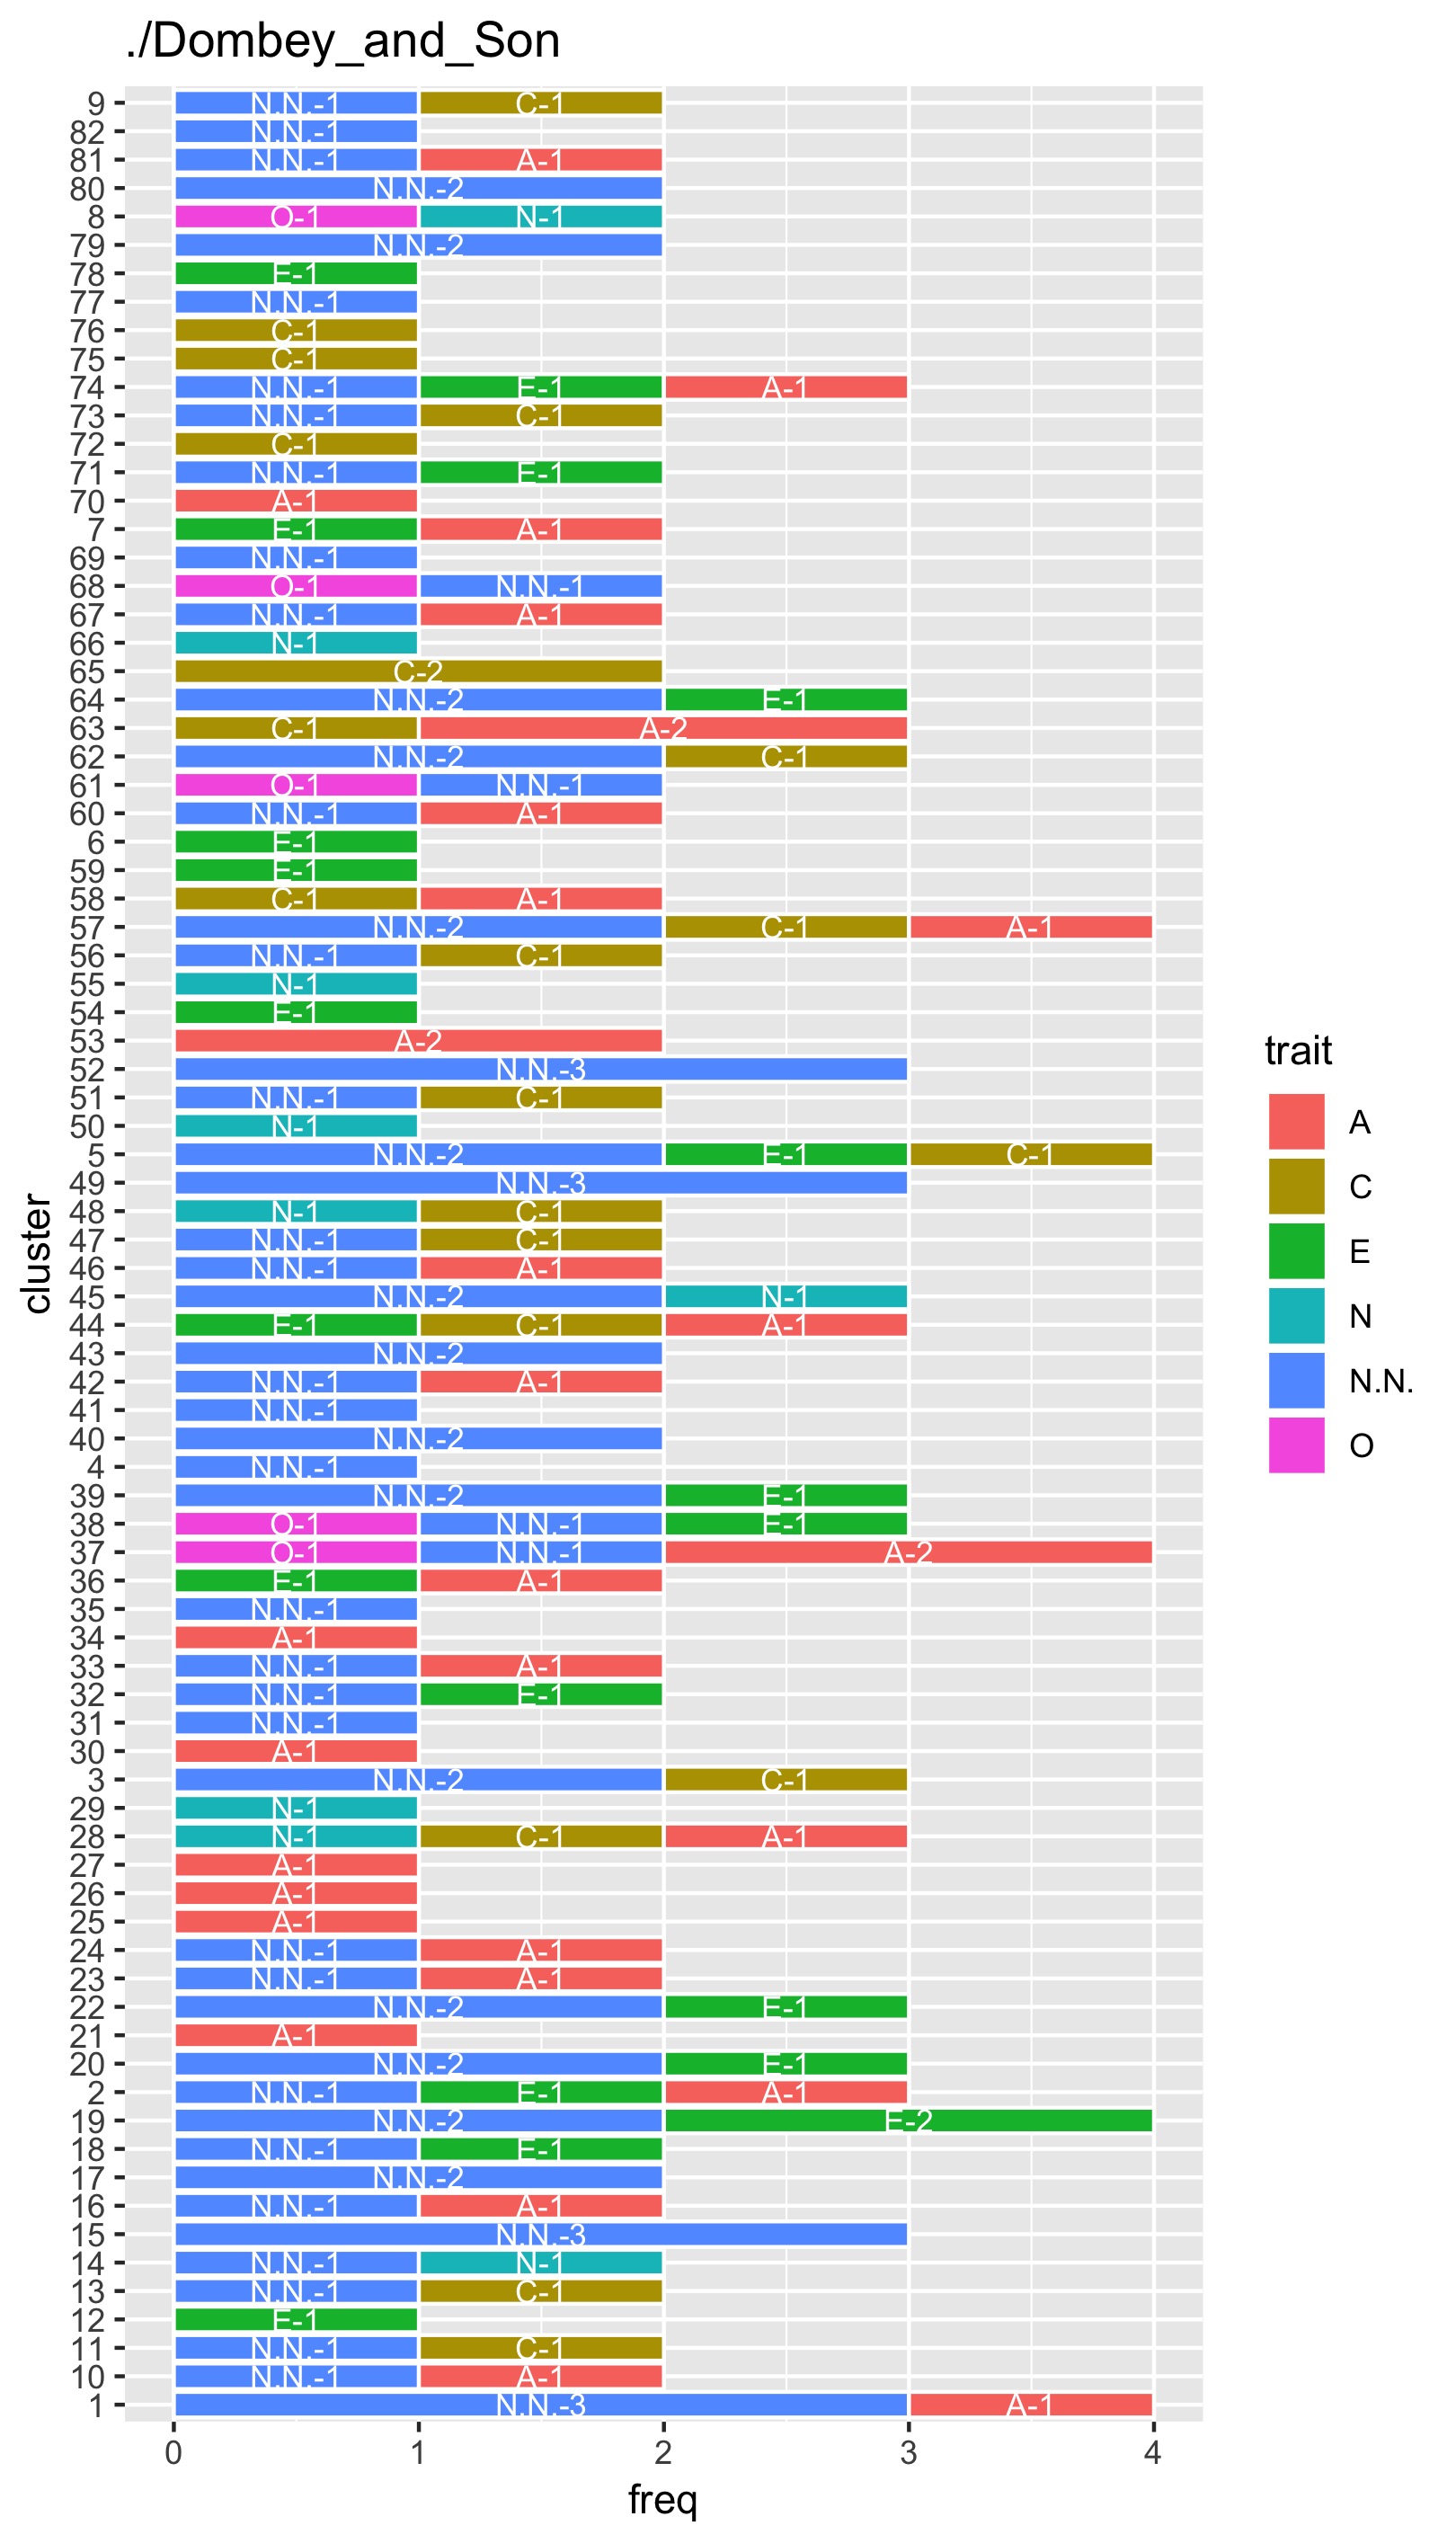 ./Dombey_and_Son
9 N.N.-1 C-1
82 N.N.-1
81 N.N.-1 A-1
80 N.N.-2
8 O-1 N-1
79 N.N.-2
78 E-1
77 N.N.-1
76 C-1
75 C-1
74 N.N.-1 E-1 A-1
73 N.N.-1 C-1
72 C-1
71 N.N.-1 E-1
70 A-1
7 E-1 A-1
69 N.N.-1
68 O-1 N.N.-1
67 N.N.-1 A-1
66 N-1
65 C-2
64 N.N.-2 E-1
63 C-1 A-2
62 N.N.-2 C-1
61 O-1 N.N.-1
60 N.N.-1 A-1
6 E-1
59 E-1
58 C-1 A-1
57 N.N.-2 C-1 A-1
56 N.N.-1 C-1
55 N-1
54 E-1
53 A-2
52 N.N.-3
51 N.N.-1 C-1
50 N-1
5 N.N.-2 E-1 C-1
49 N.N.-3
48 N-1 C-1
47 N.N.-1 C-1
46 N.N.-1 A-1
45 N.N.-2 N-1
44 E-1 C-1 A-1
43 N.N.-2
42 N.N.-1 A-1
41 N.N.-1
40 N.N.-2
4 N.N.-1
39 N.N.-2 E-1
38 O-1 N.N.-1 E-1
37 O-1 N.N.-1 A-2
36 E-1 A-1
35 N.N.-1
34 A-1
33 N.N.-1 A-1
32 N.N.-1 E-1
31 N.N.-1
30 A-1
3 N.N.-2 C-1
29 N-1
28 N-1 C-1 A-1
27 A-1
26 A-1
25 A-1
24 N.N.-1 A-1
23 N.N.-1 A-1
22 N.N.-2 E-1
21 A-1
20 N.N.-2 E-1
2 N.N.-1 E-1 A-1
19 N.N.-2 E-2
18 N.N.-1 E-1
17 N.N.-2
16 N.N.-1 A-1
15 N.N.-3
14 N.N.-1 N-1
13 N.N.-1 C-1
12 E-1
11 N.N.-1 C-1
10 N.N.-1 A-1
1 N.N.-3 A-1
0 1 2 3 4
freq
cluster
trait
A
C
E
N
N.N.
O